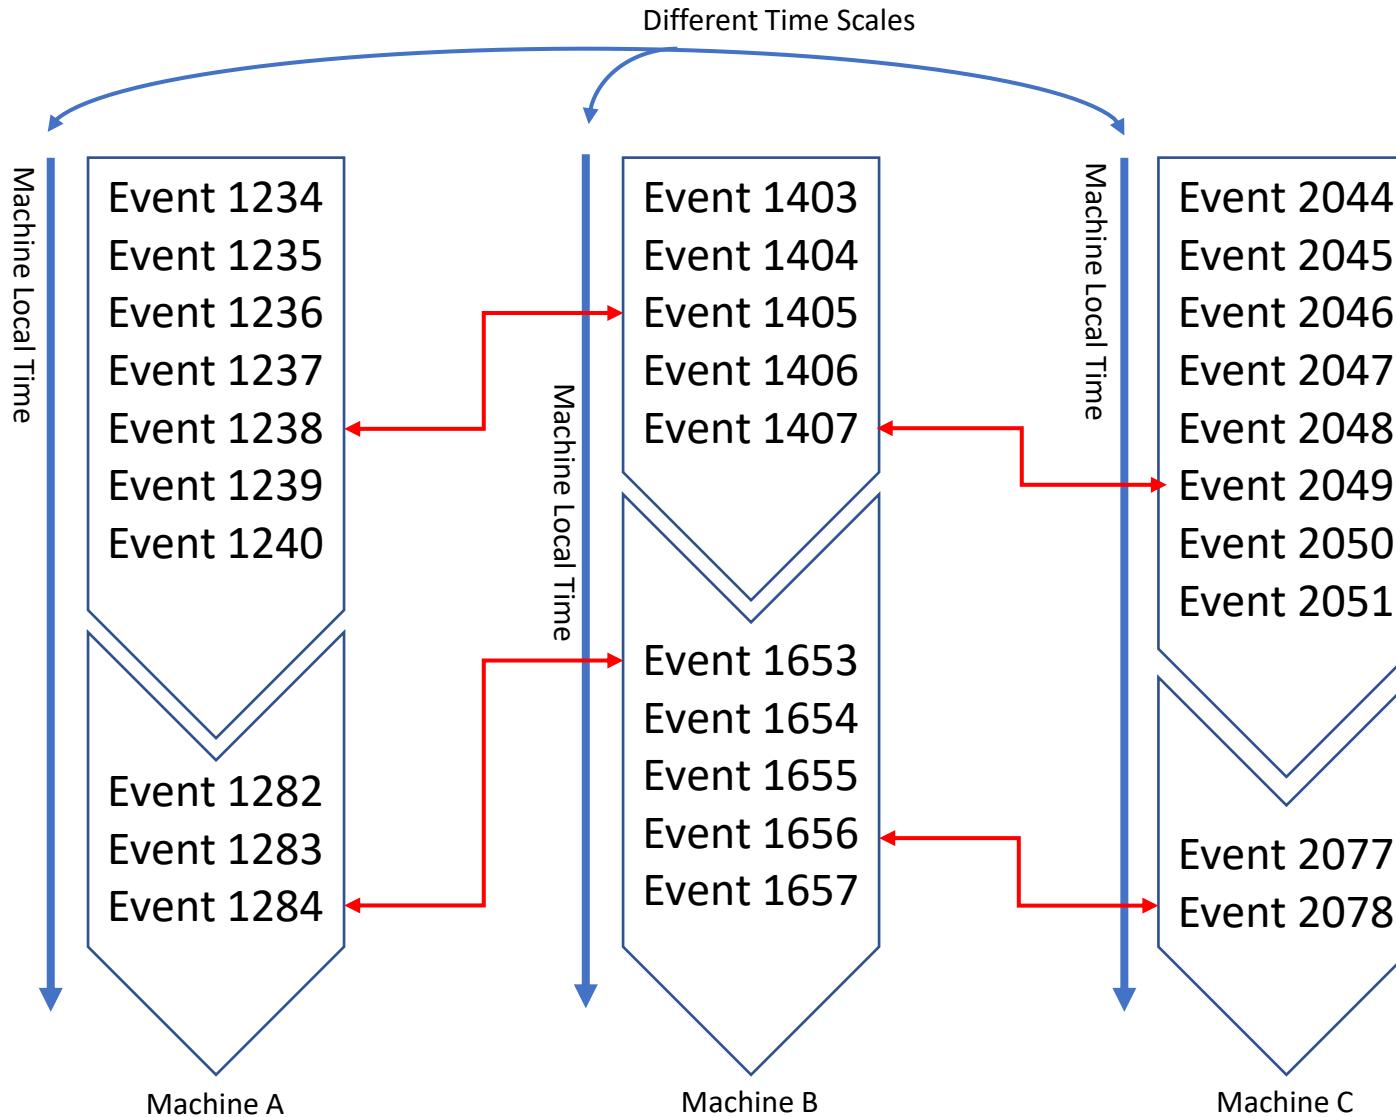 Different Time Scales
Machine Local Time
Event 1234
Event 1235
Event 1236
Event 1237
Event 1238
Event 1239
Event 1240
Event 1282
Event 1283
Event 1284
Machine A
Machine Local Time
Event 1403
Event 1404
Event 1405
Event 1406
Event 1407
Event 1653
Event 1654
Event 1655
Event 1656
Event 1657
Machine B
Machine Local Time
Event 2044
Event 2045
Event 2046
Event 2047
Event 2048
Event 2049
Event 2050
Event 2051
Event 2077
Event 2078
Machine C